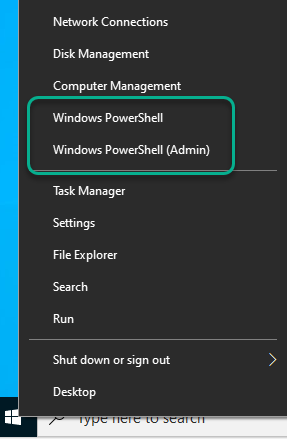 Network Connections
Disk Management
Computer Management
Windows PowerShell
Windows PowerShell (Admin)
Task Manager
Settings
File Explorer
Search
Run
Shut down or sign out
Desktop
Type here to search